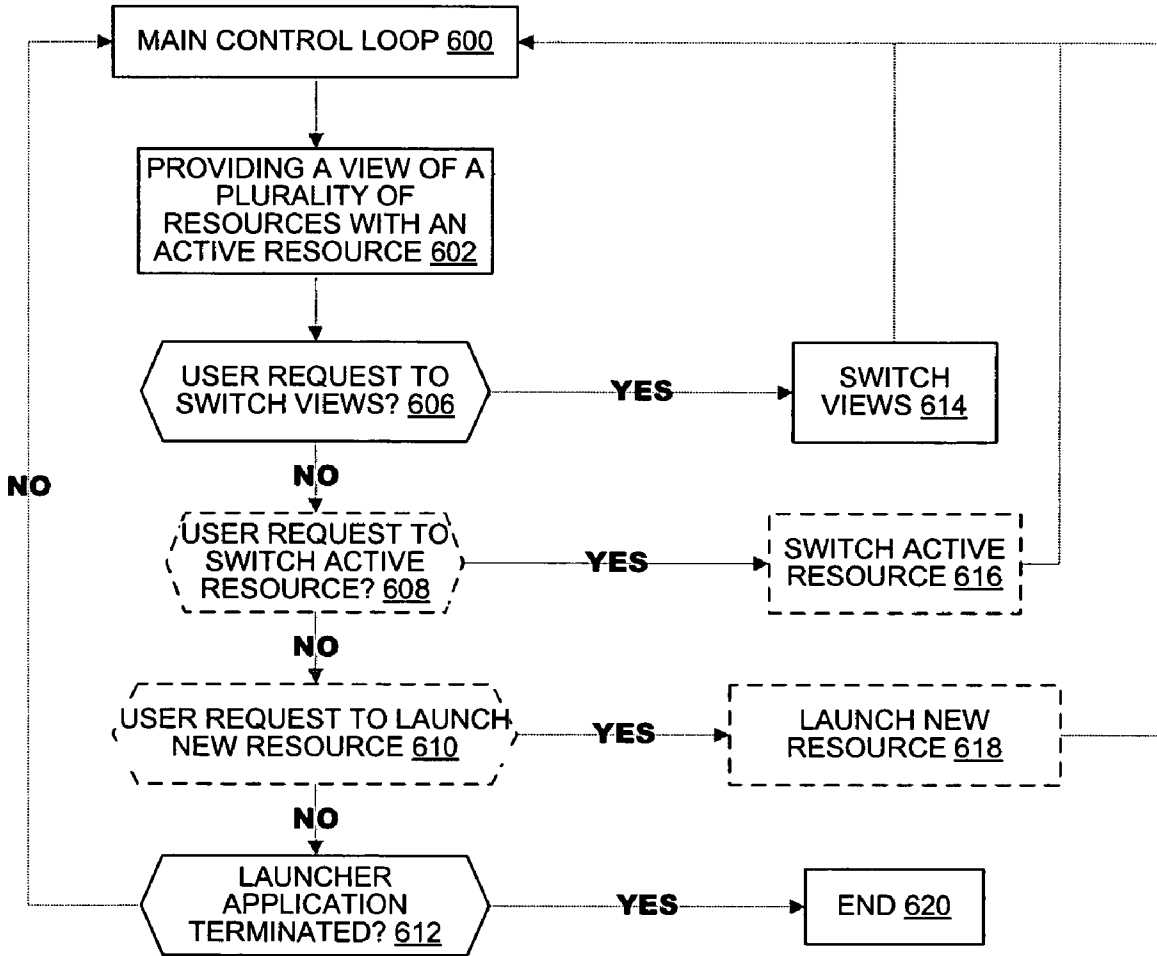 MAIN CONTROL LOOP 600
PROVIDING A VIEW OF A
PLURALITY OF
RESOURCES WITH AN
ACTIVE RESOURCE 602
USER REQUEST TO
SWITCH VIEWS? 606
YES
SWITCH
VIEWS 614
NO
NO
USER REQUEST TO
SWITCH ACTIVE
RESOURCE? 608
YES
SWITCH ACTIVE
RESOURCE 616
NO
USER REQUEST TO LAUNCH
NEW RESOURCE 610
YES
LAUNCH NEW
RESOURCE 618
NO
LAUNCHER
APPLICATION
TERMINATED? 612
YES
END 620